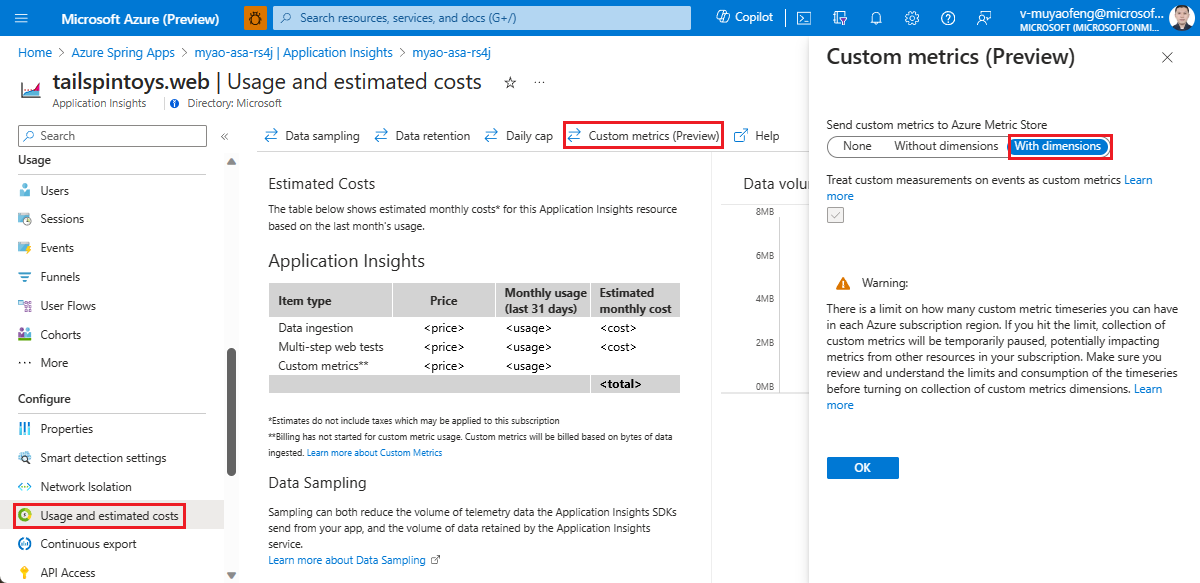 Microsoft Azure (Preview)
Search resources, services, and docs (G+/)
Copilot
v-muyaofeng@microsof...
MICROSOFT (MICROSOFT.ONMI...
Home > Azure Spring Apps > myao-asa-rs4j | Application Insights > myao-asa-rs4j
tailspintoys.web | Usage and estimated costs
Application Insights
Directory: Microsoft
Search
Usage
Users
Sessions
Events
Funnels
User Flows
Cohorts
More
Configure
Properties
Smart detection settings
Network Isolation
Usage and estimated costs
Continuous export
API Access
Data sampling
Data retention
Daily cap
Custom metrics (Preview)
Help
Estimated Costs
The table below shows estimated monthly costs* for this Application Insights resource
based on the last month's usage.
Application Insights
Item type Price Monthly usage (last 31 days) Estimated monthly cost
Data ingestion <price> <usage> <cost>
Multi-step web tests <price> <usage> <cost>
Custom metrics** <price> <usage>
<total>
*Estimates do not include taxes which may be applied to this subscription
**Billing has not started for custom metric usage. Custom metrics will be billed based on bytes of data
ingested. Learn more about Custom Metrics
Data Sampling
Sampling can both reduce the volume of telemetry data the Application Insights SDKs
send from your app, and the volume of data retained by the Application Insights
service.
Learn more about Data Sampling
Data volu
8MB
6MB
4MB
2MB
0MB
Custom metrics (Preview)
Send custom metrics to Azure Metric Store
None Without dimensions With dimensions
Treat custom measurements on events as custom metrics Learn
more
Warning:
There is a limit on how many custom metric timeseries you can have
in each Azure subscription region. If you hit the limit, collection of
custom metrics will be temporarily paused, potentially impacting
metrics from other resources in your subscription. Make sure you
review and understand the limits and consumption of the timeseries
before turning on collection of custom metrics dimensions. Learn
more
OK